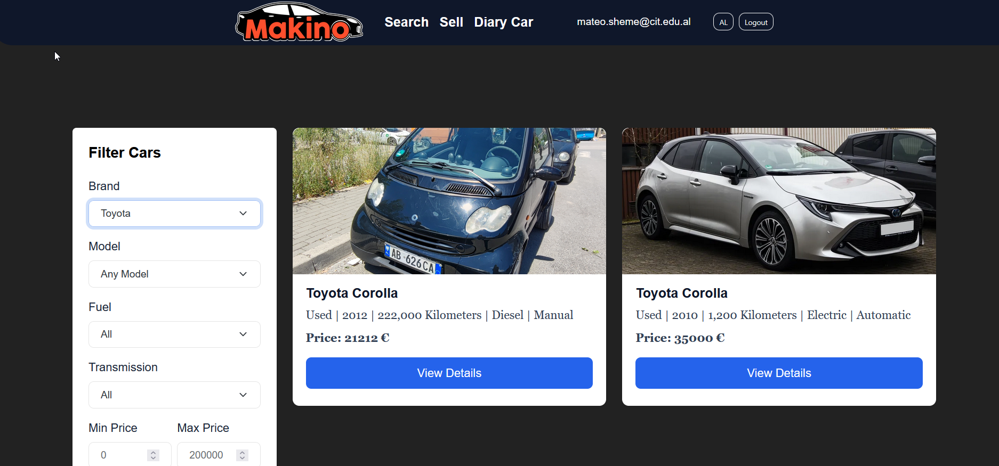 Makino
Search Sell Diary Car
mateo.sheme@cit.edu.al
AL
Logout
Filter Cars
Brand
Toyota
Model
Any Model
Fuel
All
Transmission
All
Min Price Max Price
0 200000
AB 626CA
Toyota Corolla
Used | 2012 | 222,000 Kilometers | Diesel | Manual
Price: 21212 €
View Details
Toyota Corolla
Used | 2010 | 1,200 Kilometers | Electric | Automatic
Price: 35000 €
View Details